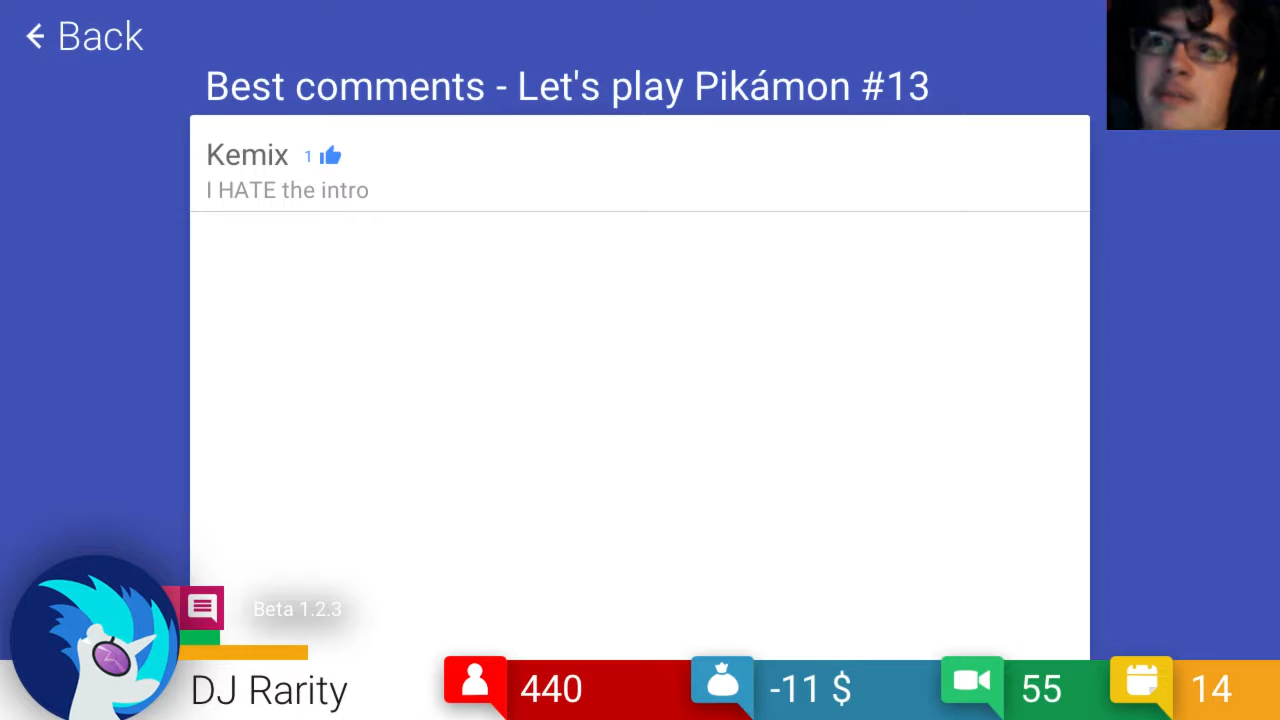 Back
Best comments - Let's play Pikámon #13
Kemix 1
I HATE the intro
Beta 1.2.3
DJ Rarity
440
-11 $
55
14